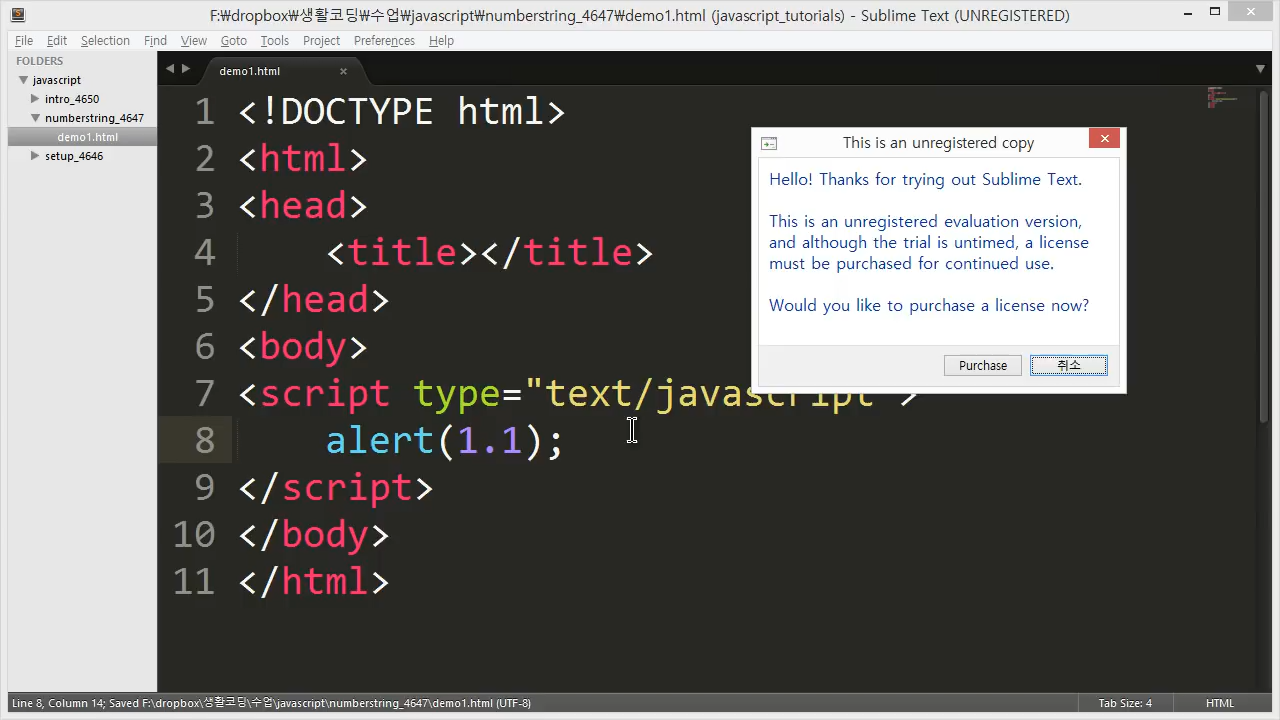 F:₩dropbox₩생활코딩₩수업₩javascript₩numberstring_4647₩demo1.html (javascript_tutorials) - Sublime Text (UNREGISTERED)
File Edit Selection Find View Goto Tools Project Preferences Help
FOLDERS
javascript
intro_4650
numberstring_4647
demo1.html
setup_4646
demo1.html
1 <!DOCTYPE html>
2 <html>
3 <head>
4 <title></title>
5 </head>
6 <body>
7 <script type="text/javascript">
8 alert(1.1);
9 </script>
10 </body>
11 </html>
This is an unregistered copy
Hello! Thanks for trying out Sublime Text.
This is an unregistered evaluation version,
and although the trial is untimed, a license
must be purchased for continued use.
Would you like to purchase a license now?
Purchase 취소
Line 8, Column 14; Saved F:\dropbox\생활코딩\수업\javascript\numberstring_4647\demo1.html (UTF-8) Tab Size: 4 HTML